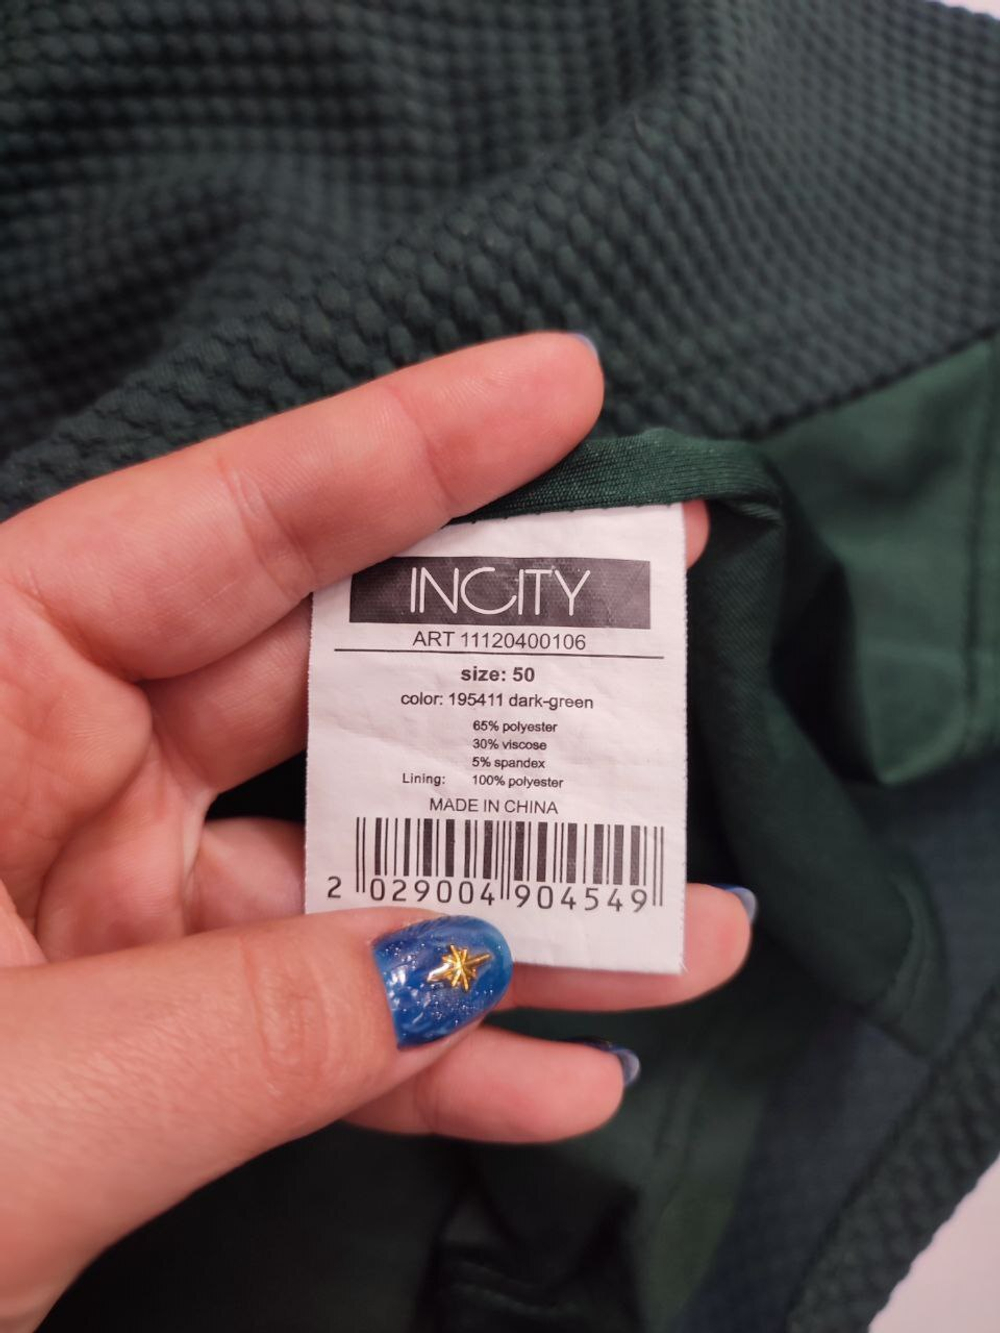 INCITY
ART 11120400106
size: 50
color: 195411 dark-green
65% polyester
30% viscose
5% spandex
Lining: 100% polyester
MADE IN CHINA
2 029004 904549